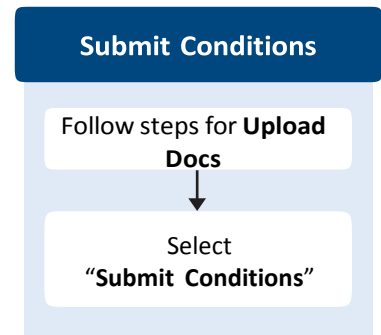 Submit Conditions
Follow steps for Upload
Docs
Select
“Submit Conditions”